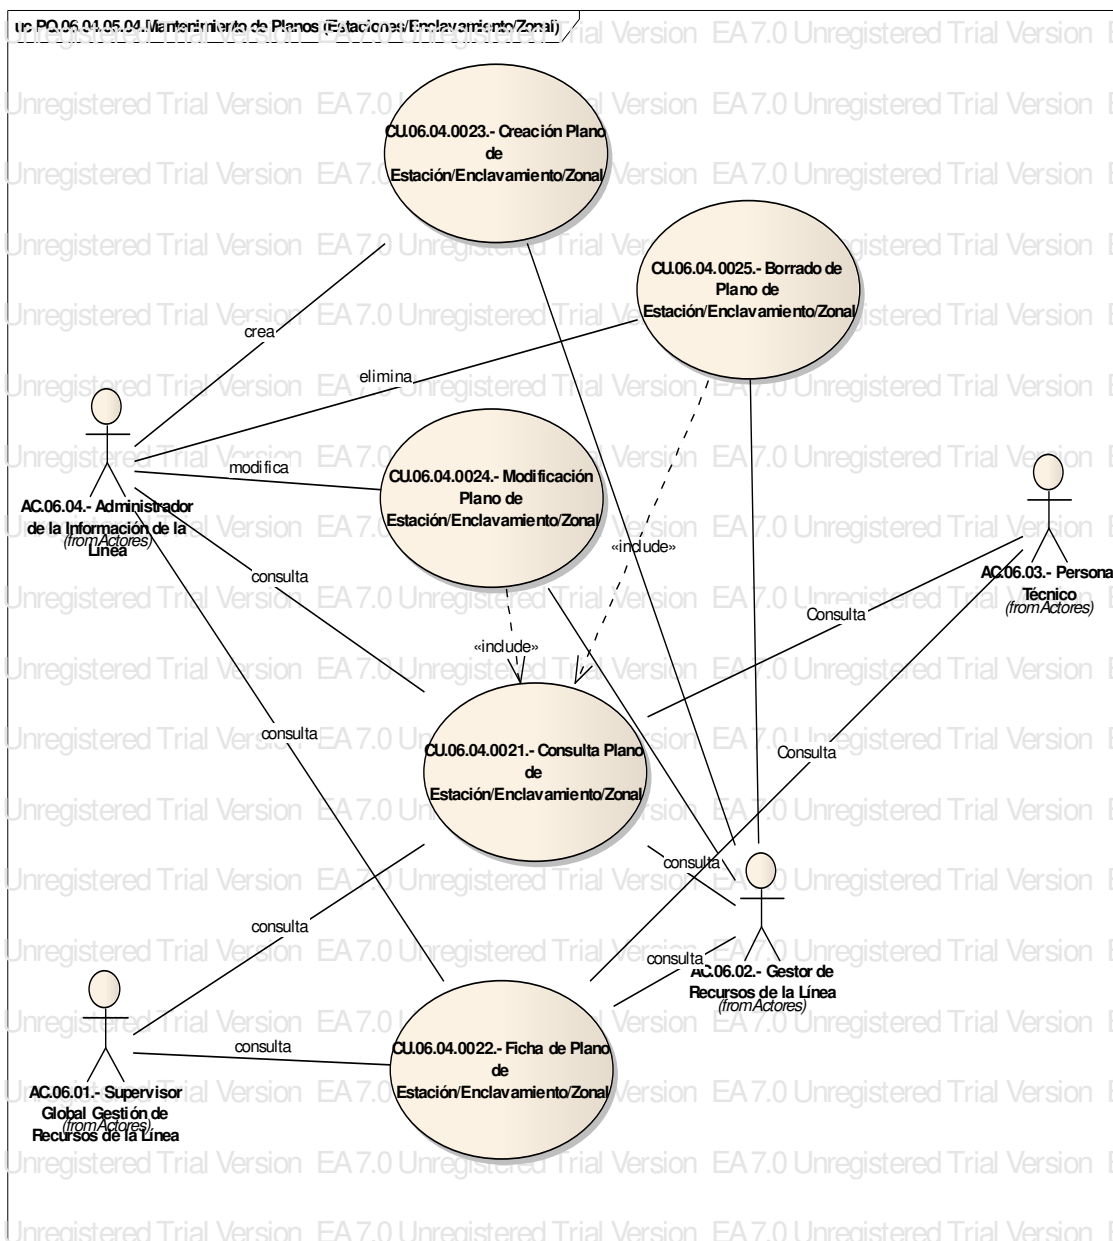 uc PQ.06.04.05.04.Mantenimiento de Planos (Estaciones/Enclavamiento/Zonal)
Unregistered Trial Version EA 7.0 Unregistered Trial Version
CU.06.04.0023.- Creación Plano
de
Estación/Enclavamiento/Zonal
CU.06.04.0025.- Borrado de
Plano de
Estación/Enclavamiento/Zonal
crea
elimina
modifica
CU.06.04.0024.- Modificación
Plano de
Estación/Enclavamiento/Zonal
AC.06.04.- Administrador
de la Información de la
Línea
(from Actores)
AC.06.03.- Persona
Técnico
(from Actores)
«include»
consulta
Consulta
«include»
consulta
CU.06.04.0021.- Consulta Plano
de
Estación/Enclavamiento/Zonal
Consulta
consulta
consulta
consulta
AC.06.02.- Gestor de
Recursos de la Línea
(from Actores)
consulta
CU.06.04.0022.- Ficha de Plano
de
Estación/Enclavamiento/Zonal
AC.06.01.- Supervisor
Global Gestión de
Recursos de la Línea
(from Actores)